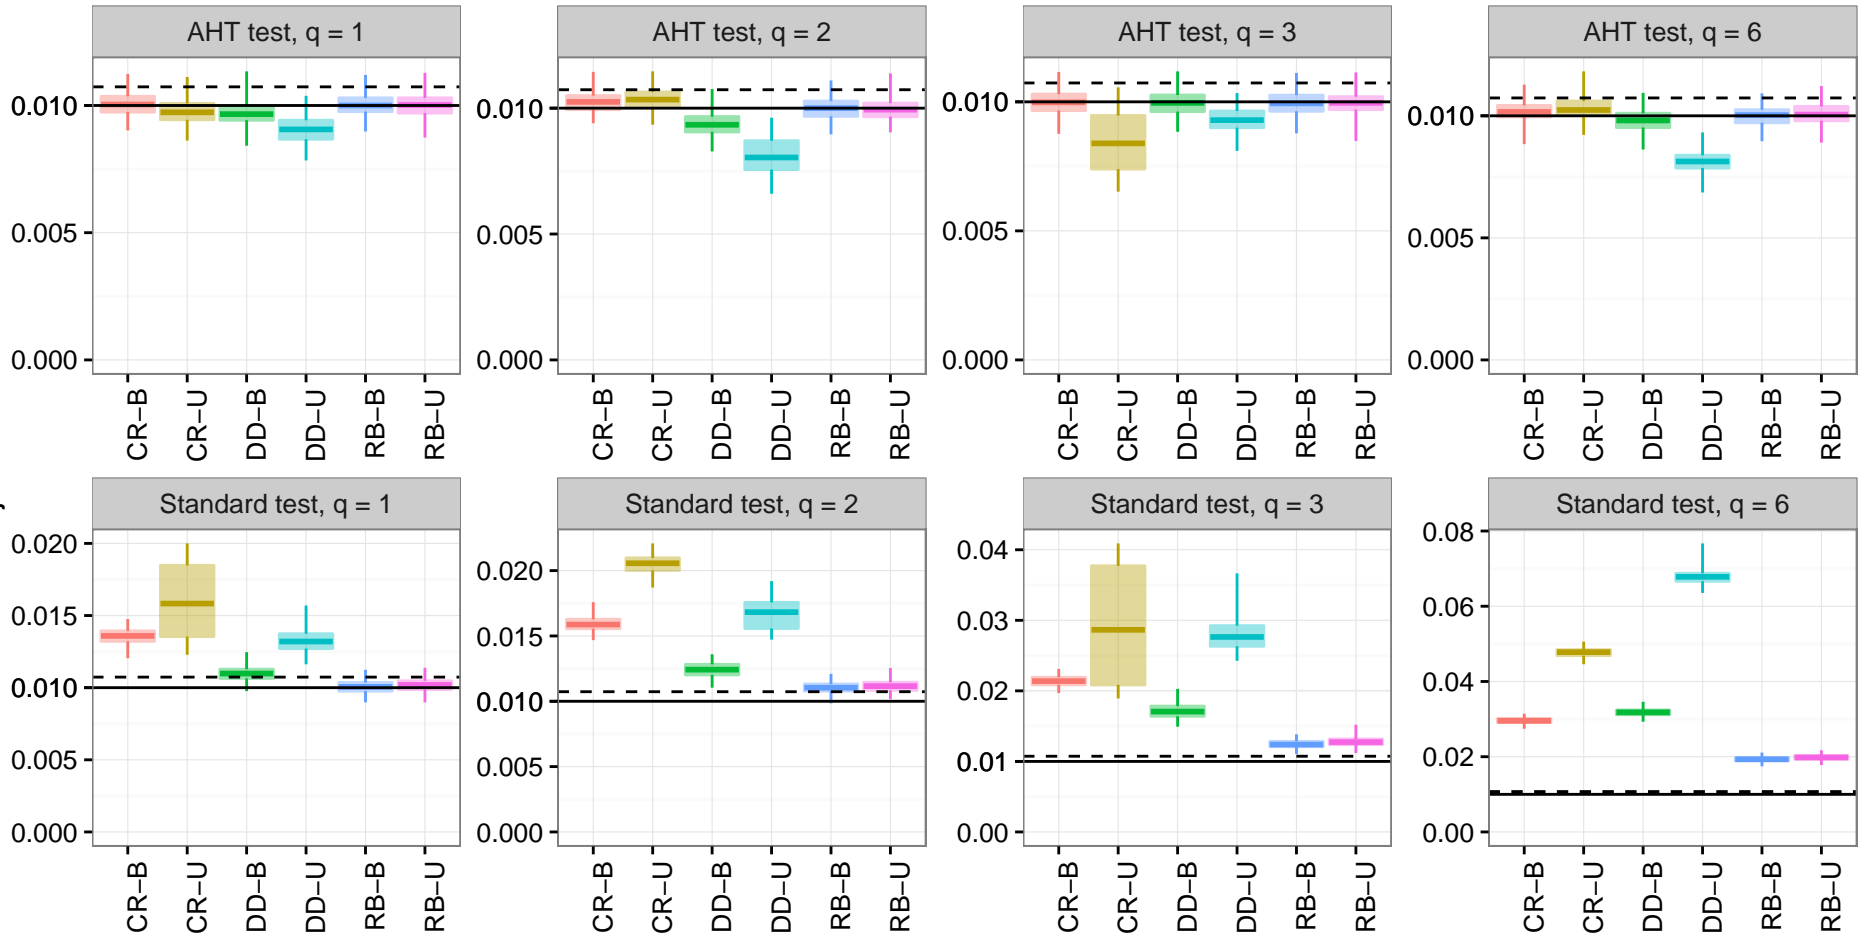 AHT test, q = 1
AHT test, q = 2
AHT test, q = 3
AHT test, q = 6
0.010
0.005
0.000
0.010
0.005
0.000
0.010
0.005
0.000
0.010
0.005
0.000
CR−B
CR−U
DD−B
DD−U
RB−B
RB−U
CR−B
CR−U
DD−B
DD−U
RB−B
RB−U
CR−B
CR−U
DD−B
DD−U
RB−B
RB−U
CR−B
CR−U
DD−B
DD−U
RB−B
RB−U
Standard test, q = 1
Standard test, q = 2
Standard test, q = 3
Standard test, q = 6
0.020
0.015
0.010
0.005
0.000
0.020
0.015
0.010
0.005
0.000
0.04
0.03
0.02
0.01
0.00
0.08
0.06
0.04
0.02
0.00
CR−B
CR−U
DD−B
DD−U
RB−B
RB−U
CR−B
CR−U
DD−B
DD−U
RB−B
RB−U
CR−B
CR−U
DD−B
DD−U
RB−B
RB−U
CR−B
CR−U
DD−B
DD−U
RB−B
RB−U